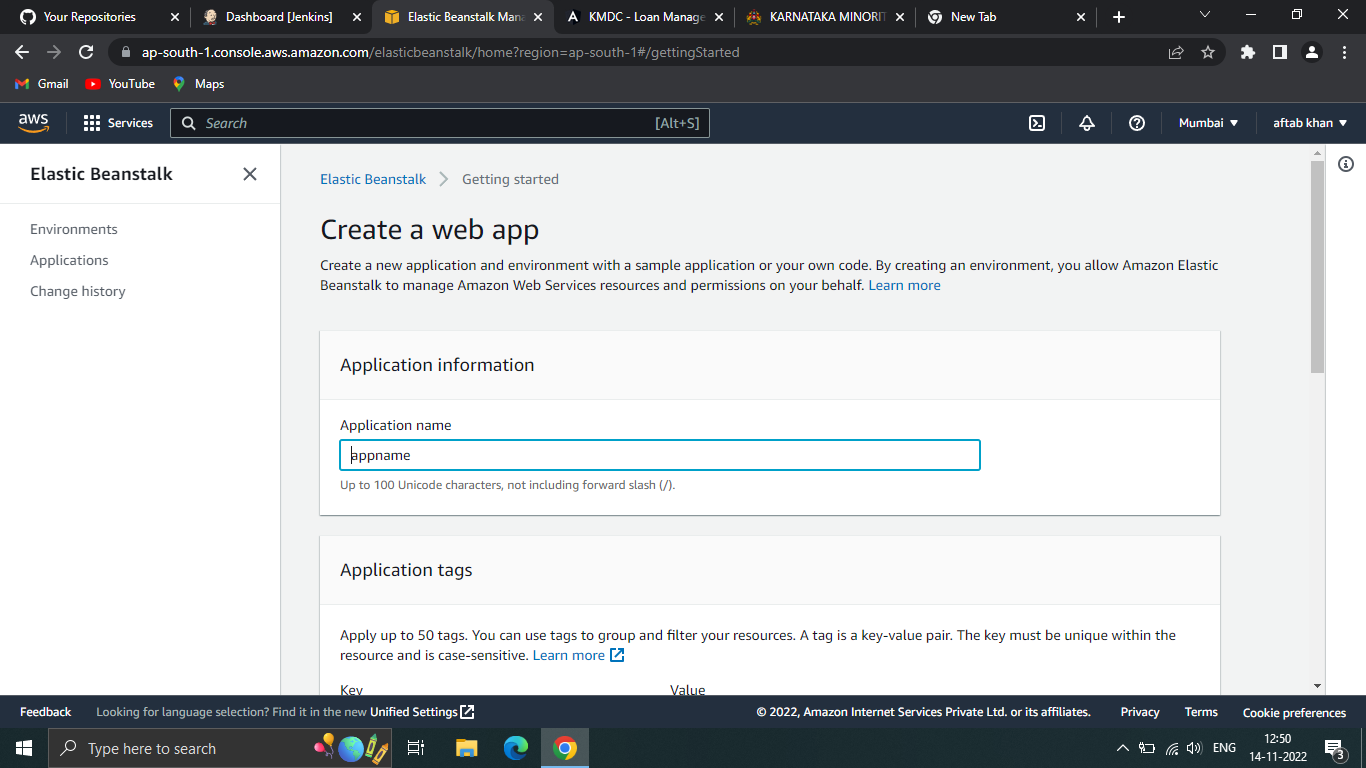 Your Repositories
Dashboard [Jenkins]
Elastic Beanstalk Man
KMDC - Loan Manage
KARNATAKA MINORIT
New Tab
ap-south-1.console.aws.amazon.com/elasticbeanstalk/home?region=ap-south-1#/gettingStarted
Gmail
YouTube
Maps
aws
Services
Search
[Alt+S]
Mumbai
aftab khan
Elastic Beanstalk
Environments
Applications
Change history
Elastic Beanstalk
Getting started
Create a web app
Create a new application and environment with a sample application or your own code. By creating an environment, you allow Amazon Elastic
Beanstalk to manage Amazon Web Services resources and permissions on your behalf. Learn more
Application information
Application name
appname
Up to 100 Unicode characters, not including forward slash (/).
Application tags
Apply up to 50 tags. You can use tags to group and filter your resources. A tag is a key-value pair. The key must be unique within the
resource and is case-sensitive. Learn more
Key
Value
Feedback
Looking for language selection? Find it in the new Unified Settings
© 2022, Amazon Internet Services Private Ltd. or its affiliates.
Privacy
Terms
Cookie preferences
Type here to search
ENG
12:50
14-11-2022
3